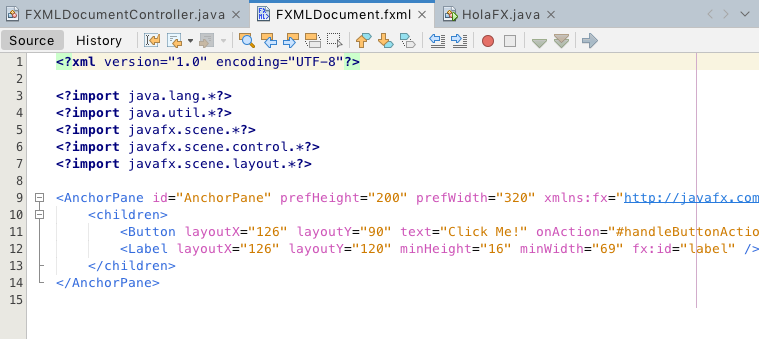 FXMLDocumentController.java FXMLDocument.fxml HolaFX.java
Source History
1 <?xml version="1.0" encoding="UTF-8"?>
2
3 <?import java.lang.*?>
4 <?import java.util.*?>
5 <?import javafx.scene.*?>
6 <?import javafx.scene.control.*?>
7 <?import javafx.scene.layout.*?>
8
9 <AnchorPane id="AnchorPane" prefHeight="200" prefWidth="320" xmlns:fx="http://javafx.com
10 <children>
11 <Button layoutX="126" layoutY="90" text="Click Me!" onAction="#handleButtonActio
12 <Label layoutX="126" layoutY="120" minHeight="16" minWidth="69" fx:id="label" />
13 </children>
14 </AnchorPane>
15